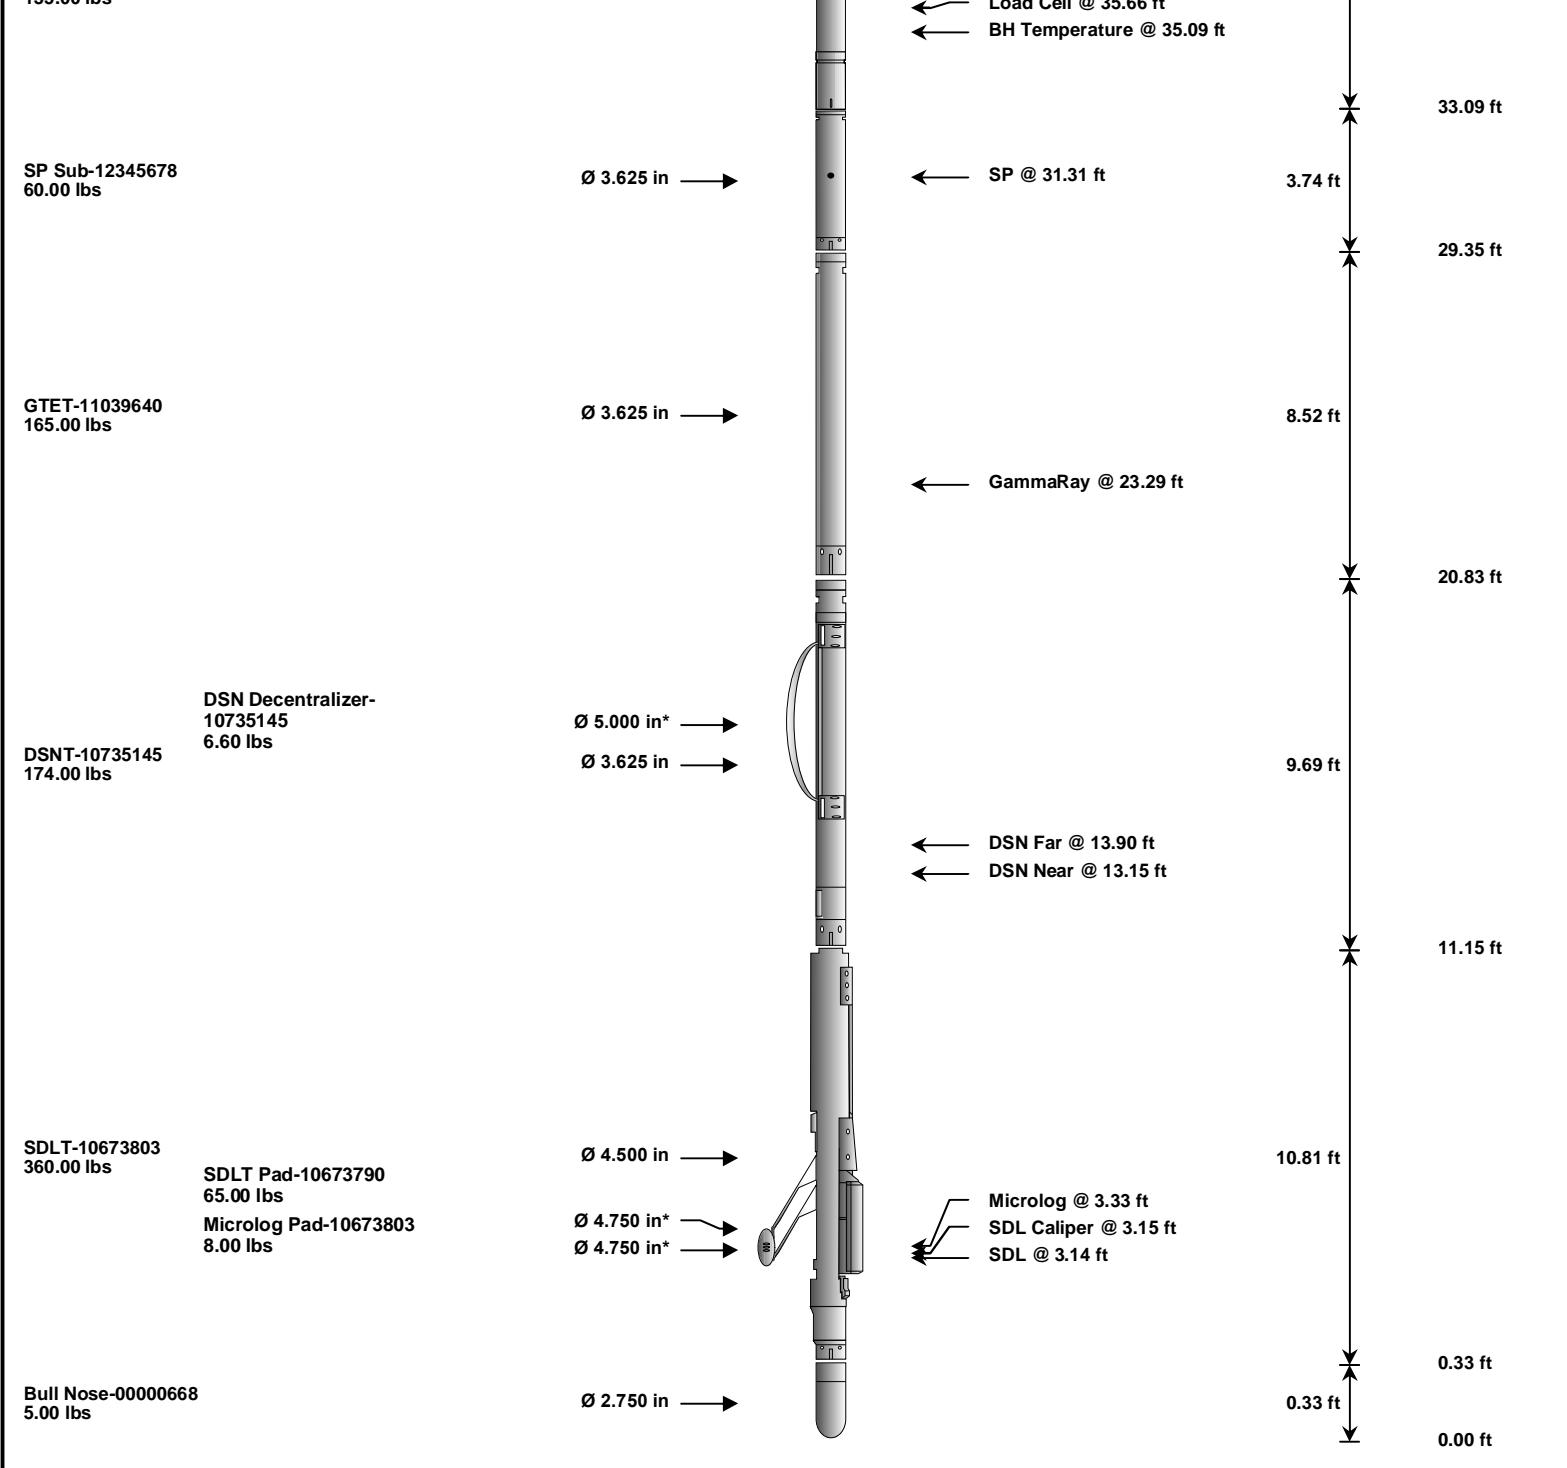 Load Cell @ 35.66 ft
BH Temperature @ 35.09 ft
33.09 ft
SP Sub-12345678
60.00 lbs
Ø 3.625 in
SP @ 31.31 ft
3.74 ft
29.35 ft
GTET-11039640
165.00 lbs
Ø 3.625 in
8.52 ft
GammaRay @ 23.29 ft
20.83 ft
DSN Decentralizer-
10735145
6.60 lbs
Ø 5.000 in*
DSNT-10735145
174.00 lbs
Ø 3.625 in
9.69 ft
DSN Far @ 13.90 ft
DSN Near @ 13.15 ft
11.15 ft
SDLT-10673803
360.00 lbs
Ø 4.500 in
10.81 ft
SDLT Pad-10673790
65.00 lbs
Microlog Pad-10673803
8.00 lbs
Ø 4.750 in*
Ø 4.750 in*
Microlog @ 3.33 ft
SDL Caliper @ 3.15 ft
SDL @ 3.14 ft
0.33 ft
Bull Nose-00000668
5.00 lbs
Ø 2.750 in
0.33 ft
0.00 ft